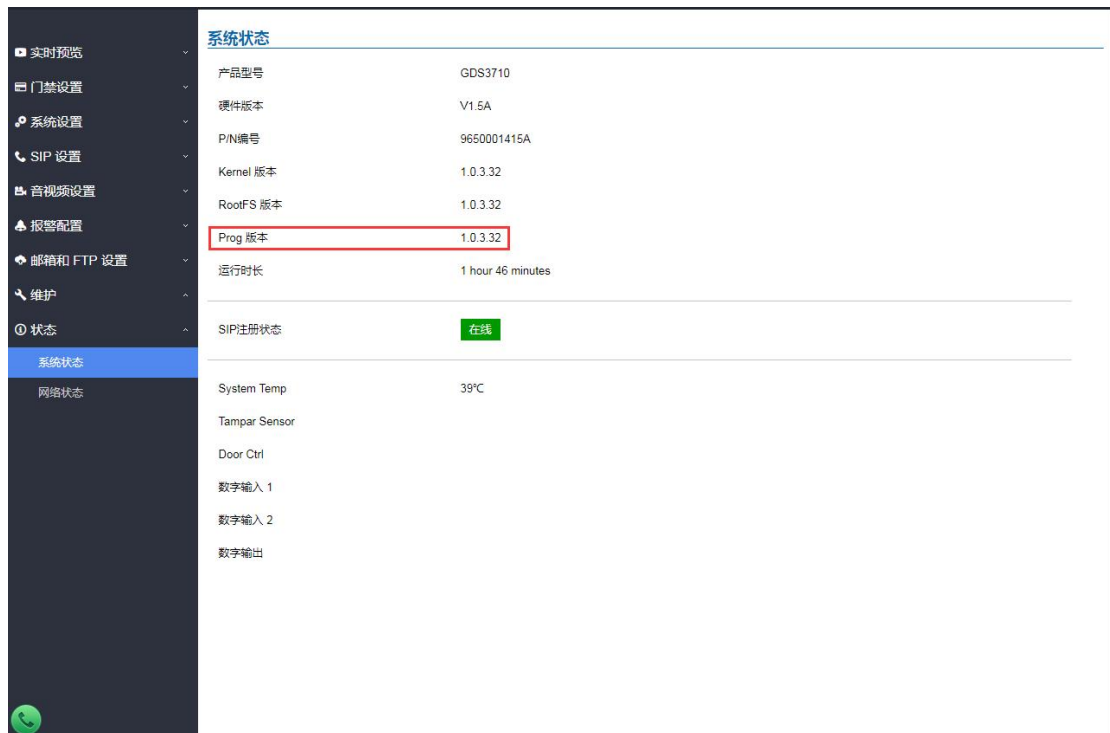 实时预览
门禁设置
系统设置
SIP 设置
音视频设置
报警配置
邮箱和 FTP 设置
维护
状态
系统状态
网络状态
系统状态
产品型号 GDS3710
硬件版本 V1.5A
P/N编号 9650001415A
Kernel 版本 1.0.3.32
RootFS 版本 1.0.3.32
Prog 版本 1.0.3.32
运行时长 1 hour 46 minutes
SIP注册状态 在线
System Temp 39℃
Tampar Sensor
Door Ctrl
数字输入 1
数字输入 2
数字输出